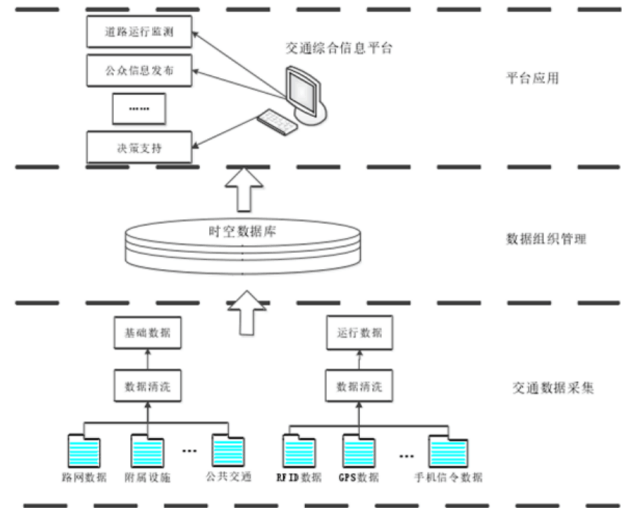 道路运行监测
交通综合信息平台
公众信息发布
平台应用
……
决策支持
时空数据库
数据组织管理
基础数据
运行数据
数据清洗
数据清洗
交通数据采集
…
…
路网数据
附属设施
公共交通
RFID数据
GPS数据
手机信令数据